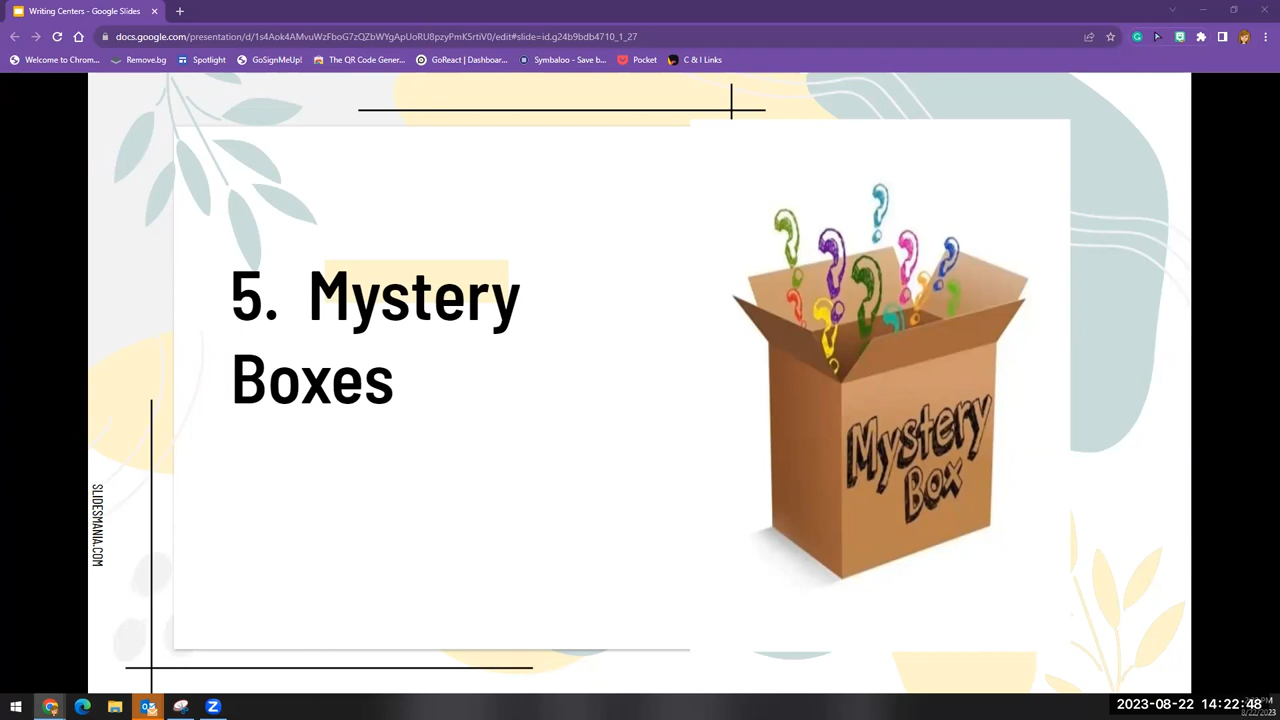 Writing Centers - Google Slides
docs.google.com/presentation/d/1s4Aok4AMvuWzFboG7zQZbWYgApUoRU8pzyPmK5rtiV0/edit#slide=id.g24b9bdb4710_1_27
Welcome to Chrom...
Remove.bg
Spotlight
GoSignMeUp!
The QR Code Gener...
GoReact | Dashboar...
Symbaloo - Save b...
Pocket
C & I Links
5. Mystery
Boxes
Mystery
Box
SLIDESMANIA.COM
2023-08-22 14:22:48